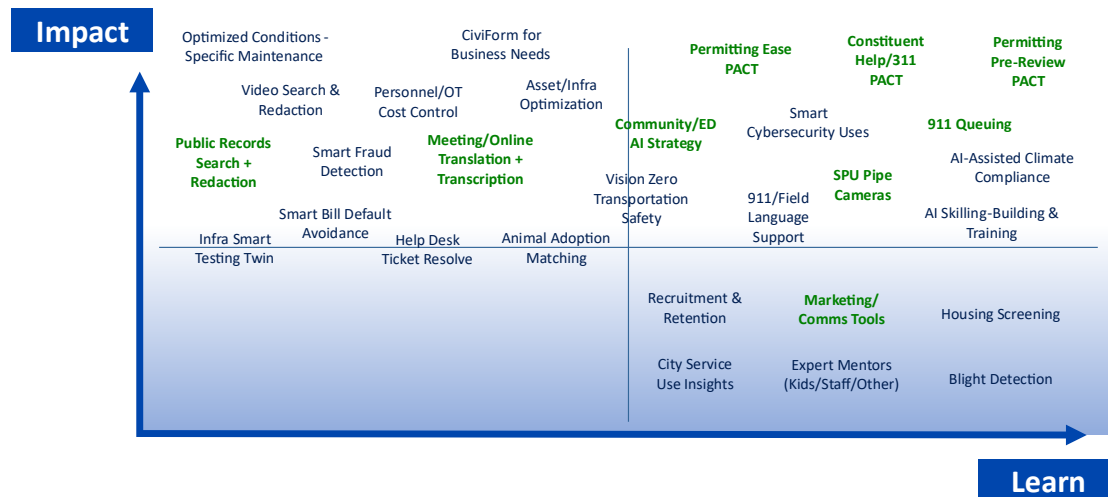 Impact
Optimized Conditions -
Specific Maintenance
CiviForm for
Business Needs
Permitting Ease
PACT
Constituent
Help/311
PACT
Permitting
Pre-Review
PACT
Video Search &
Redaction
Personnel/OT
Cost Control
Asset/Infra
Optimization
Community/ED
AI Strategy
Smart
Cybersecurity Uses
911 Queuing
Public Records
Search +
Redaction
Smart Fraud
Detection
Meeting/Online
Translation +
Transcription
Vision Zero
Transportation
Safety
SPU Pipe
Cameras
AI-Assisted Climate
Compliance
Smart Bill Default
Avoidance
911/Field
Language
Support
AI Skilling-Building &
Training
Infra Smart
Testing Twin
Help Desk
Ticket Resolve
Animal Adoption
Matching
Recruitment &
Retention
Marketing/
Comms Tools
Housing Screening
City Service
Use Insights
Expert Mentors
(Kids/Staff/Other)
Blight Detection
Learn